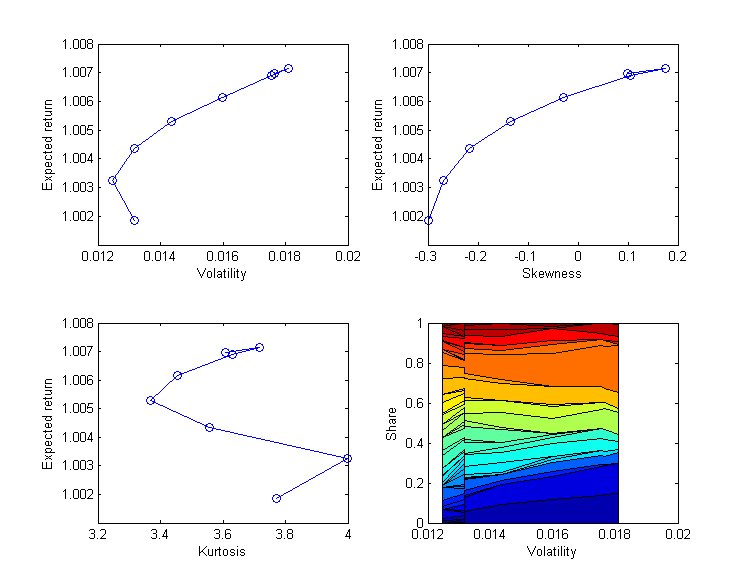 1.008
1.007
1.006
1.005
1.004
1.003
1.002
Expected return
0.012 0.014 0.016 0.018 0.02
Volatility
1.008
1.007
1.006
1.005
1.004
1.003
1.002
Expected return
-0.3 -0.2 -0.1 0 0.1 0.2
Skewness
1.008
1.007
1.006
1.005
1.004
1.003
1.002
Expected return
3.2 3.4 3.6 3.8 4
Kurtosis
1
0.8
0.6
0.4
0.2
0
Share
0.012 0.014 0.016 0.018 0.02
Volatility